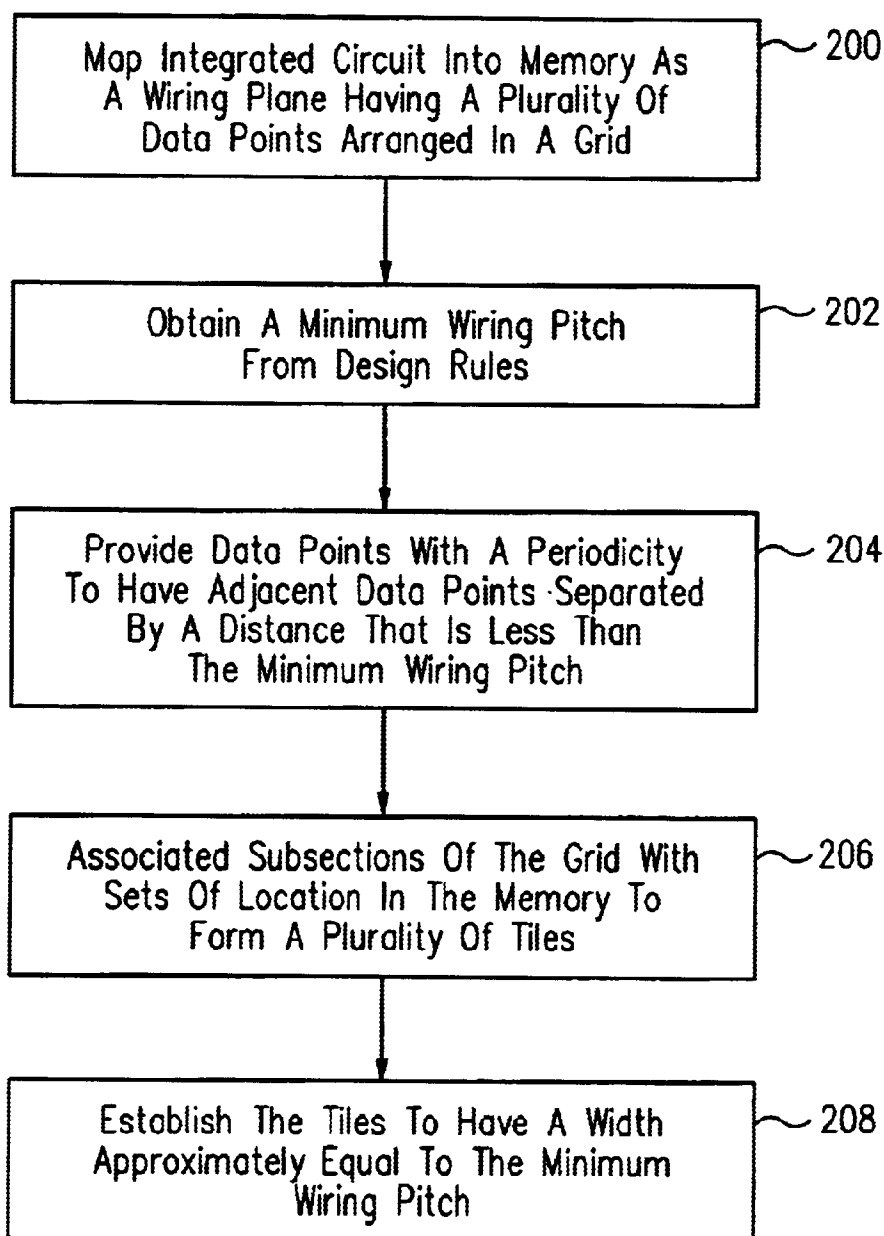 Map Integrated Circuit Into Memory As
A Wiring Plane Having A Plurality Of
Data Points Arranged In A Grid
200
Obtain A Minimum Wiring Pitch
From Design Rules
202
Provide Data Points With A Periodicity
To Have Adjacent Data Points Separated
By A Distance That Is Less Than
The Minimum Wiring Pitch
204
Associated Subsections Of The Grid With
Sets Of Location In The Memory To
Form A Plurality Of Tiles
206
Establish The Tiles To Have A Width
Approximately Equal To The Minimum
Wiring Pitch
208